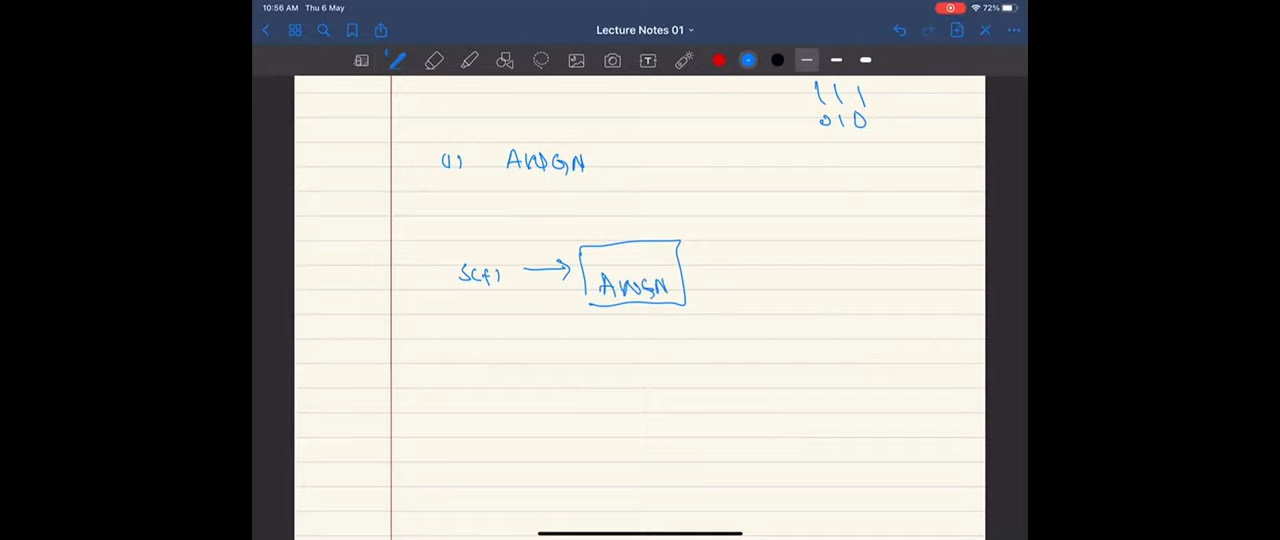 10:56 AM Thu 6 May 72%
Lecture Notes 01
T
1 1 1
0 1 0
(1) AWGN
S(t) → AWGN